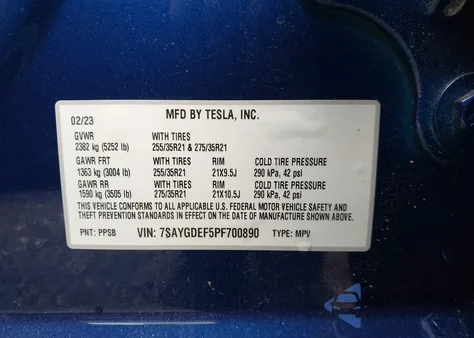 02/23 MFD BY TESLA, INC.
GVWR WITH TIRES
2382 kg (5252 lb) 255/35R21 & 275/35R21
GAWR FRT WITH TIRES RIM COLD TIRE PRESSURE
1363 kg (3004 lb) 255/35R21 21X9.5J 290 kPa, 42 psi
GAWR RR WITH TIRES RIM COLD TIRE PRESSURE
1590 kg (3505 lb) 275/35R21 21X10.5J 290 kPa, 42 psi
THIS VEHICLE CONFORMS TO ALL APPLICABLE U.S. FEDERAL MOTOR VEHICLE SAFETY AND
THEFT PREVENTION STANDARDS IN EFFECT ON THE DATE OF MANUFACTURE SHOWN ABOVE.
PNT: PPSB VIN: 7SAYGDEF5PF700890 TYPE: MPV